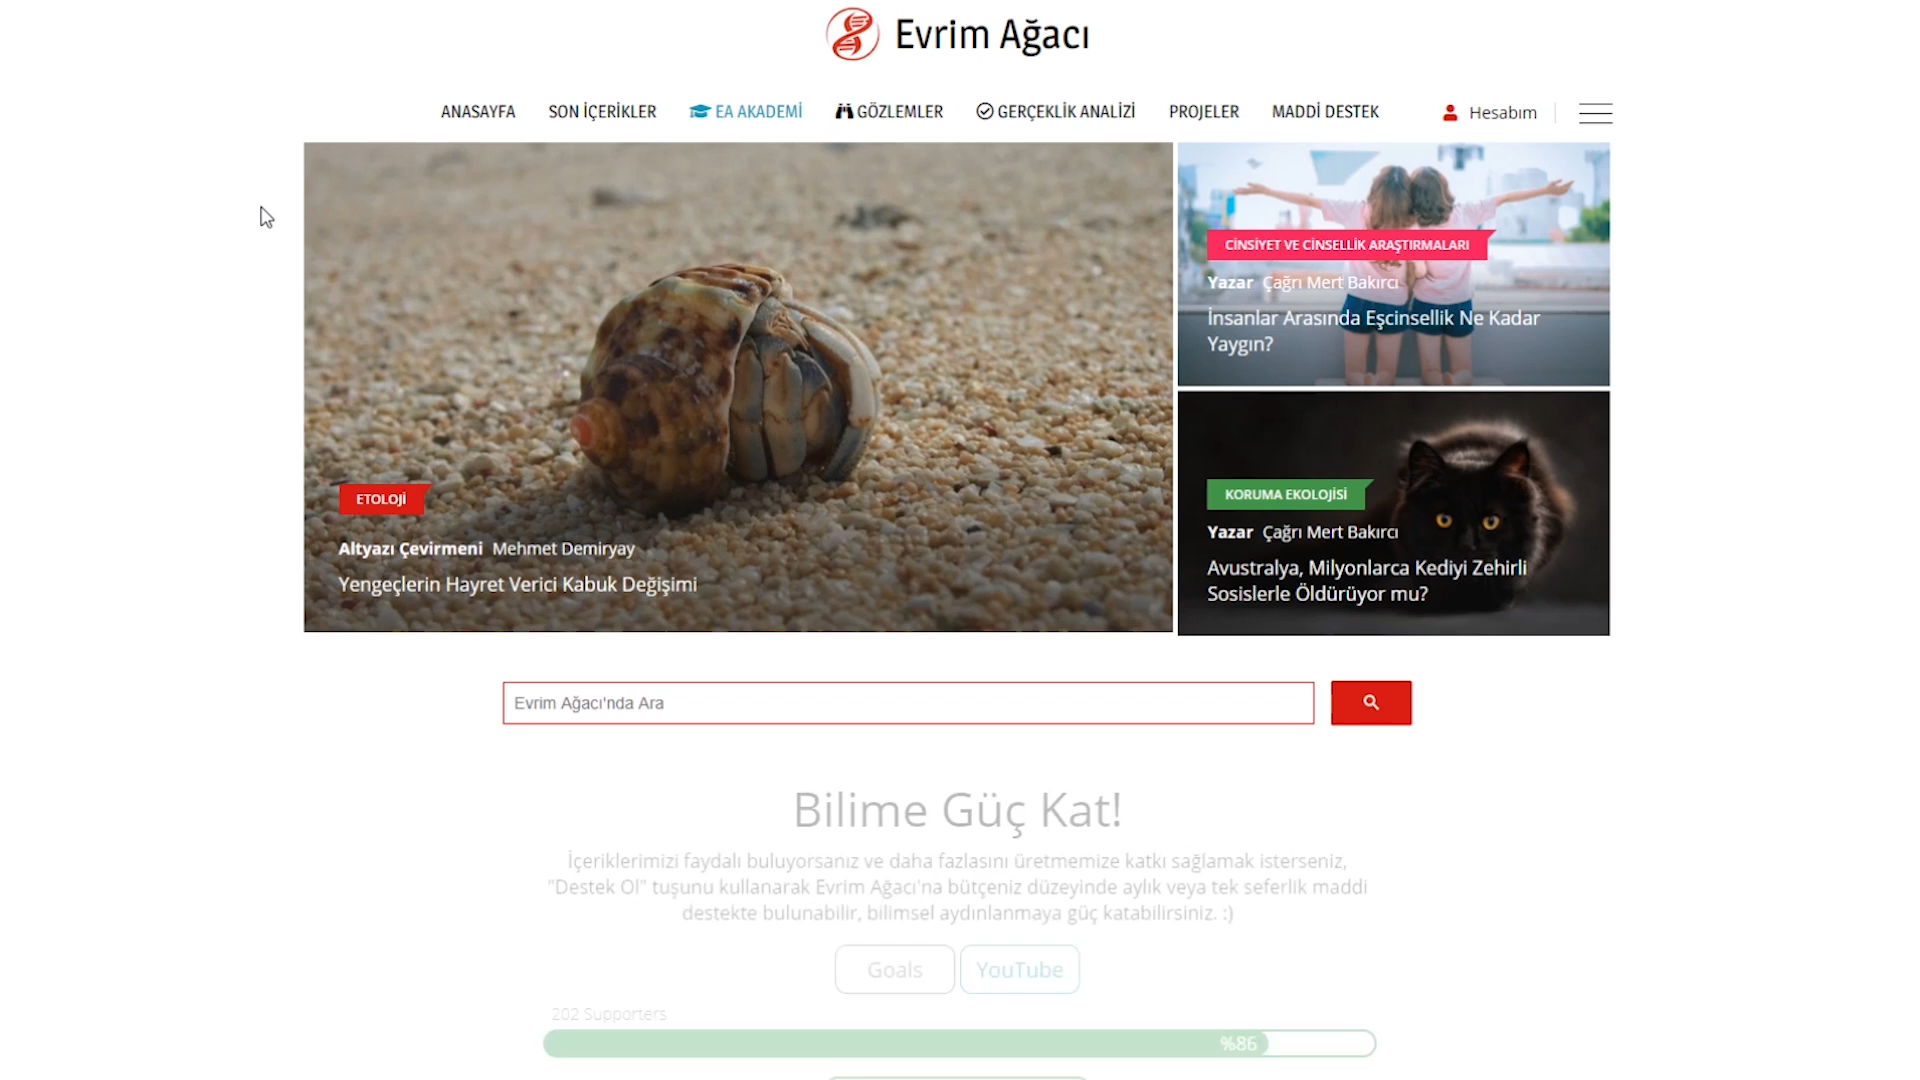 Evrim Ağacı
ANASAYFA SON İÇERİKLER EA AKADEMİ GÖZLEMLER GERÇEKLİK ANALİZİ PROJELER MADDİ DESTEK Hesabım
ETOLOJİ
Altyazı Çevirmeni Mehmet Demiryay
Yengeçlerin Hayret Verici Kabuk Değişimi
CİNSİYET VE CİNSELLİK ARAŞTIRMALARI
Yazar Çağrı Mert Bakırcı
İnsanlar Arasında Eşcinsellik Ne Kadar
Yaygın?
KORUMA EKOLOJİSİ
Yazar Çağrı Mert Bakırcı
Avustralya, Milyonlarca Kediyi Zehirli
Sosislerle Öldürüyor mu?
Evrim Ağacı'nda Ara
Bilime Güç Kat!
İçeriklerimizi faydalı buluyorsanız ve daha fazlasını üretmemize katkı sağlamak isterseniz,
"Destek Ol" tuşunu kullanarak Evrim Ağacı'na bütçeniz düzeyinde aylık veya tek seferlik maddi
destekte bulunabilir, bilimsel aydınlanmaya güç katabilirsiniz. :)
Goals YouTube
202 Supporters
%86